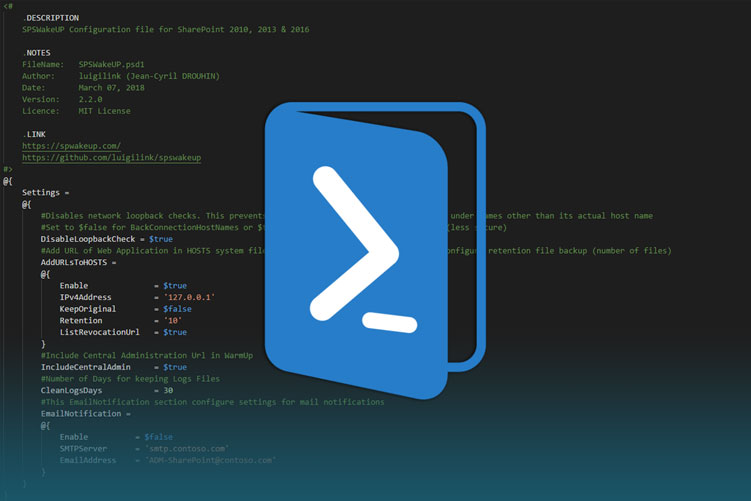 <#
.DESCRIPTION
SPSWakeUP Configuration file for SharePoint 2010, 2013 & 2016
.NOTES
FileName: SPSWakeUP.psd1
Author: luigilink (Jean-Cyril DROUHIN)
Date: March 07, 2018
Version: 2.2.0
Licence: MIT License
.LINK
https://spwakeup.com/
https://github.com/luigilink/spswakeup
#>
@{
Settings =
@{
#Disables network loopback checks. This prevents under names other than its actual host name
#Set to $false for BackConnectionHostNames or (less secure)
DisableLoopbackCheck = $true
#Add URL of Web Application in HOSTS system retention file backup (number of files)
AddURLsToHOSTS =
@{
Enable = $true
IPv4Address = '127.0.0.1'
KeepOriginal = $false
Retention = '10'
ListRevocationUrl = $true
}
#Include Central Administration Url in WarmUp
IncludeCentralAdmin = $true
#Number of Days for keeping Logs Files
CleanLogsDays = 30
#This EmailNotification section configure settings for mail notifications
EmailNotification =
@{
Enable = $false
SMTPServer = 'smtp.contoso.com'
EmailAddress = 'ADM-SharePoint@contoso.com'
}
}
}